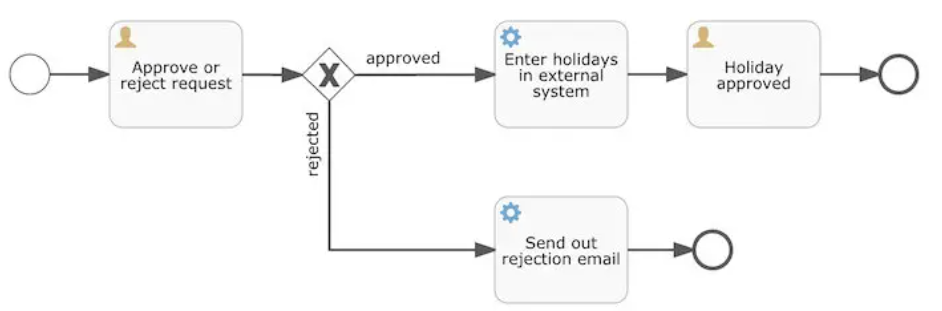 Approve or
reject request
approved
Enter holidays
in external
system
Holiday
approved
rejected
Send out
rejection email